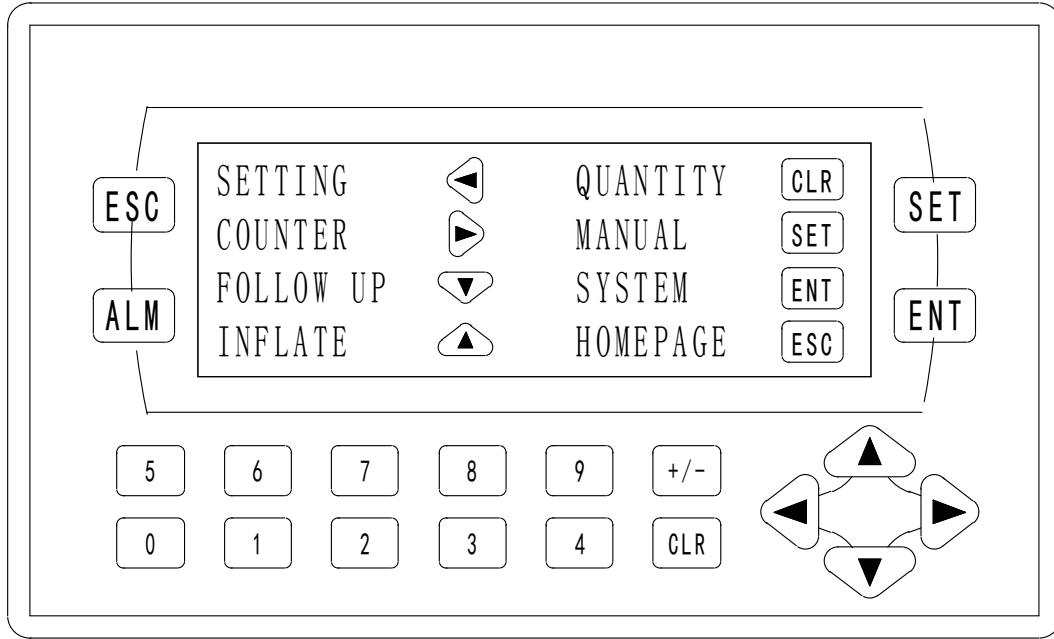 ESC
ALM
SETTING ◀ QUANTITY CLR
COUNTER ▶ MANUAL SET
FOLLOW UP ▼ SYSTEM ENT
INFLATE ▲ HOMEPAGE ESC
SET
ENT
5 6 7 8 9 +/-
0 1 2 3 4 CLR